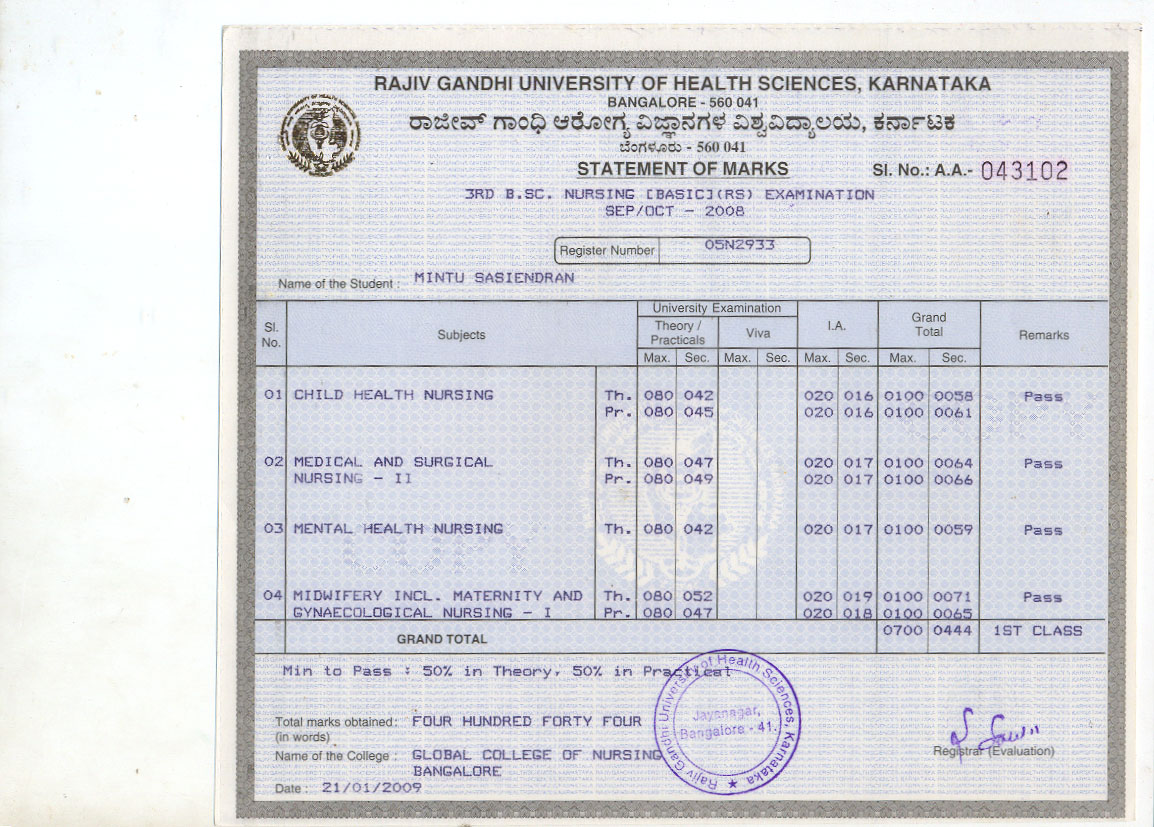 RAJIV GANDHI UNIVERSITY OF HEALTH SCIENCES, KARNATAKA
BANGALORE - 560 041
ರಾಜೀವ್ ಗಾಂಧಿ ಆರೋಗ್ಯ ವಿಜ್ಞಾನಗಳ ವಿಶ್ವವಿದ್ಯಾಲಯ, ಕರ್ನಾಟಕ
ಬೆಂಗಳೂರು - 560 041
STATEMENT OF MARKS
Sl. No.: A.A.- 043102
3RD B.SC. NURSING [BASIC](RS) EXAMINATION
SEP/OCT - 2008
Register Number 05N2933
Name of the Student : MINTU SASIENDRAN
Sl. No. Subjects University Examination I.A. Grand Total Remarks
Theory / Practicals Viva
Max. Sec. Max. Sec. Max. Sec. Max. Sec.
01 CHILD HEALTH NURSING Th. 080 042 020 016 0100 0058 Pass
Pr. 080 045 020 016 0100 0061
02 MEDICAL AND SURGICAL Th. 080 047 020 017 0100 0064 Pass
NURSING - II Pr. 080 049 020 017 0100 0066
03 MENTAL HEALTH NURSING Th. 080 042 020 017 0100 0059 Pass
04 MIDWIFERY INCL. MATERNITY AND Th. 080 052 020 019 0100 0071 Pass
GYNAECOLOGICAL NURSING - I Pr. 080 047 020 018 0100 0065
GRAND TOTAL 0700 0444 1ST CLASS
Min to Pass : 50% in Theory, 50% in Practical
Total marks obtained: FOUR HUNDRED FORTY FOUR
(in words)
Name of the College : GLOBAL COLLEGE OF NURSING
BANGALORE
Date : 21/01/2009
Rajiv Gandhi University of Health Sciences, Karnataka ★
Jayanagar,
Bangalore - 41.
Registrar (Evaluation)